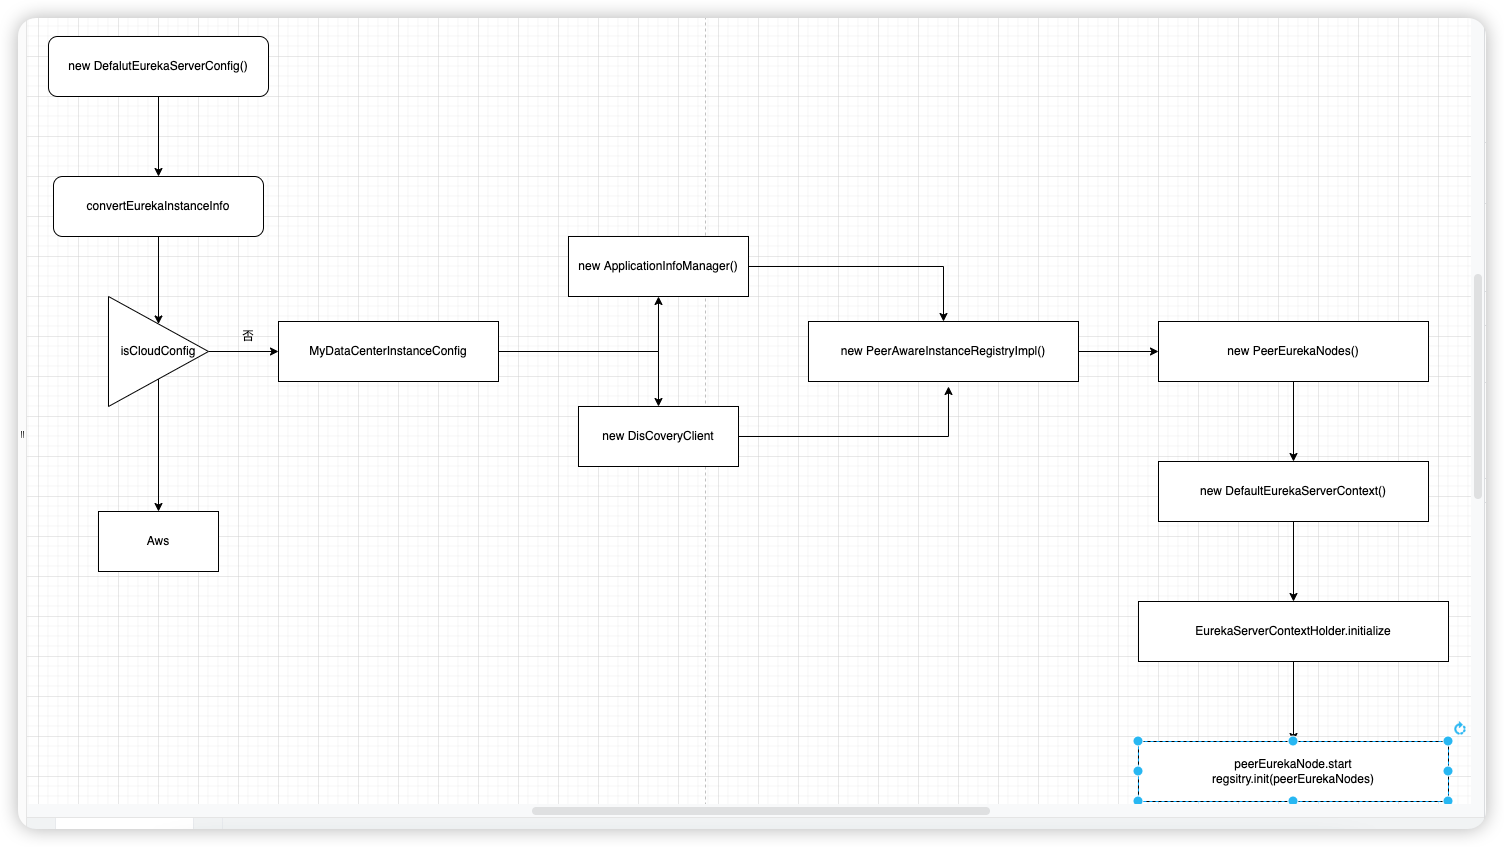 new DefalutEurekaServerConfig()
convertEurekaInstanceInfo
isCloudConfig
否
MyDataCenterInstanceConfig
new ApplicationInfoManager()
new DisCoveryClient
new PeerAwareInstanceRegistryImpl()
new PeerEurekaNodes()
new DefaultEurekaServerContext()
EurekaServerContextHolder.initialize
peerEurekaNode.start
regsitry.init(peerEurekaNodes)
Aws